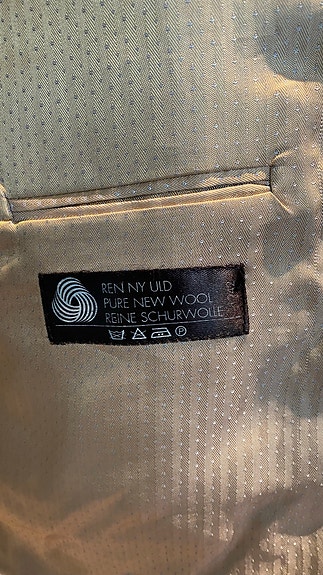 REN NY ULD
PURE NEW WOOL
REINE SCHURWOLLE
P